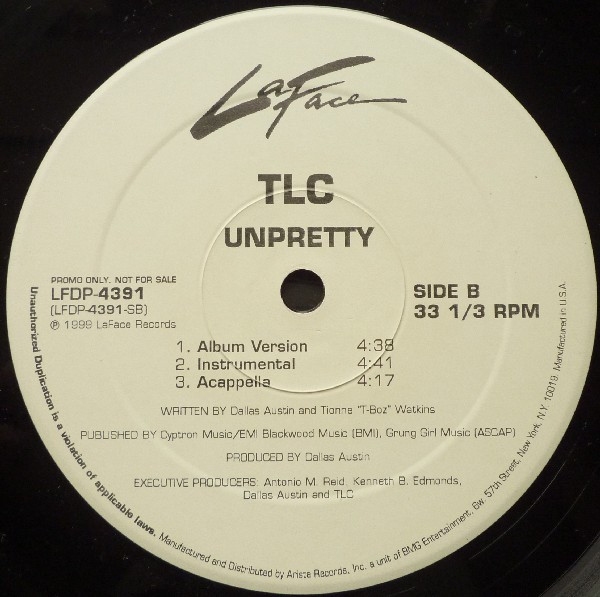 LaFace
TLC
UNPRETTY
PROMO ONLY. NOT FOR SALE
LFDP-4391
(LFDP-4391-SB)
℗ 1999 LaFace Records
SIDE B
33 1/3 RPM
1. Album Version 4:38
2. Instrumental 4:41
3. Acappella 4:17
WRITTEN BY Dallas Austin and Tionne "T-Boz" Watkins
PUBLISHED BY Cyptron Music/EMI Blackwood Music (BMI), Grung Girl Music (ASCAP)
PRODUCED BY Dallas Austin
EXECUTIVE PRODUCERS: Antonio M. Reid, Kenneth B. Edmonds,
Dallas Austin and TLC
Unauthorized Duplication is a violation of applicable laws. Manufactured and Distributed by Arista Records, Inc. a unit of BMG Entertainment, 6w. 57th Street, New York, N.Y. 10019. Manufactured in U.S.A.